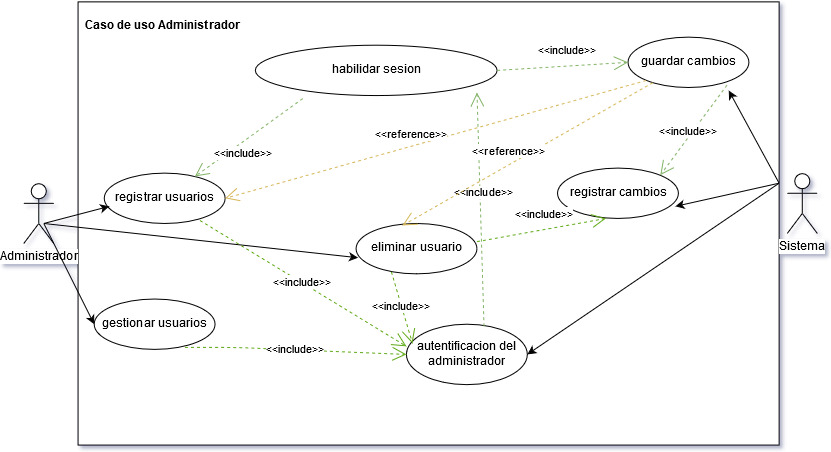 Caso de uso Administrador
habilidar sesion
<<include>>
guardar cambios
<<include>>
<<reference>>
<<include>>
<<reference>>
registrar usuarios
<<include>>
registrar cambios
<<include>>
eliminar usuario
Administrador
Sistema
<<include>>
<<include>>
gestionar usuarios
<<include>>
autentificacion del
administrador